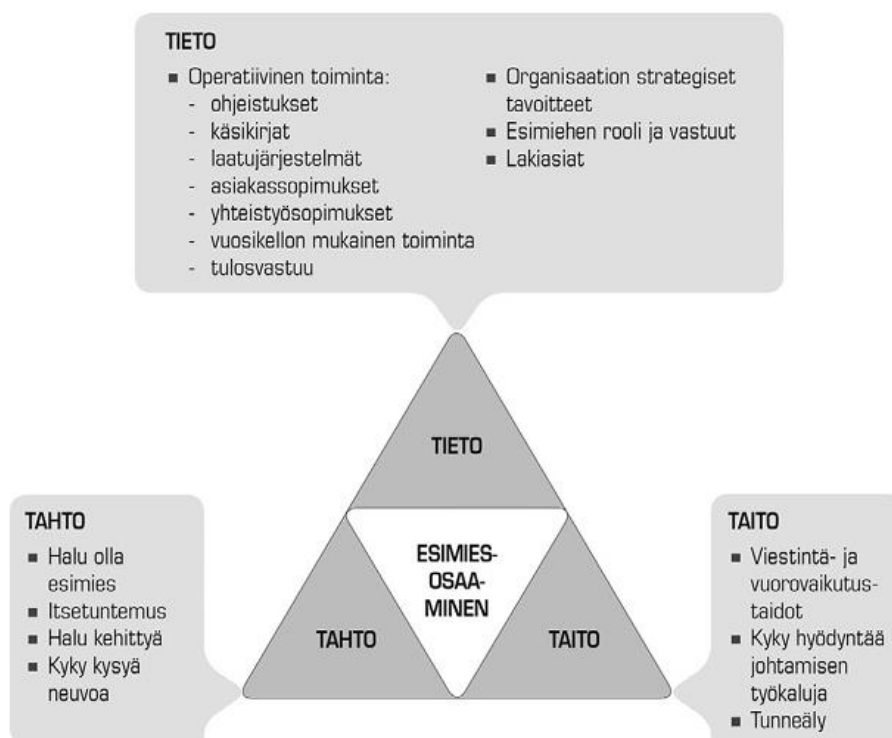 TIETO
▪ Operatiivinen toiminta:
- ohjeistukset
- käsikirjat
- laatujärjestelmät
- asiakassopimukset
- yhteistyösopimukset
- vuosikellon mukainen toiminta
- tulosvastuu
▪ Organisaation strategiset
tavoitteet
▪ Esimiehen rooli ja vastuut
▪ Lakiasiat
TIETO
ESIMIES-
OSAA-
MINEN
TAHTO
TAITO
TAHTO
▪ Halu olla
esimies
▪ Itsetuntemus
▪ Halu kehittyä
▪ Kyky kysyä
neuvoa
TAITO
▪ Viestintä- ja
vuorovaikutus-
taidot
▪ Kyky hyödyntää
johtamisen
työkaluja
▪ Tunneäly